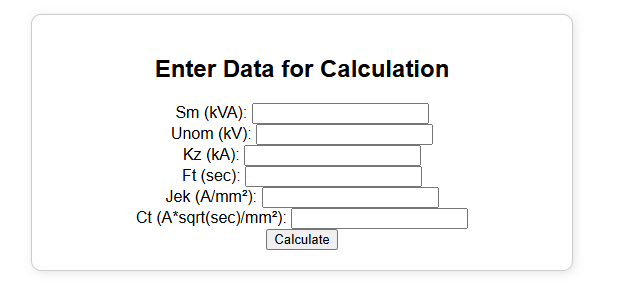 Enter Data for Calculation
Sm (kVA):
Unom (kV):
Kz (kA):
Ft (sec):
Jek (A/mm²):
Ct (A*sqrt(sec)/mm²):
Calculate